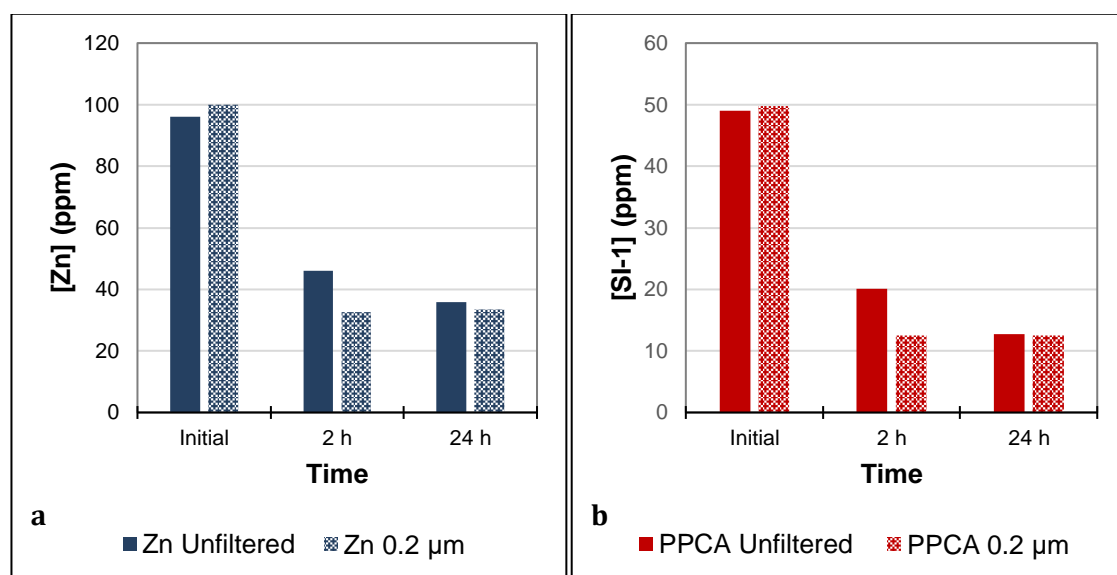 120
100
80
60
40
20
0
[Zn] (ppm)
Initial 2 h 24 h
Time
a
Zn Unfiltered Zn 0.2 µm
60
50
40
30
20
10
0
[SI-1] (ppm)
Initial 2 h 24 h
Time
b
PPCA Unfiltered PPCA 0.2 µm